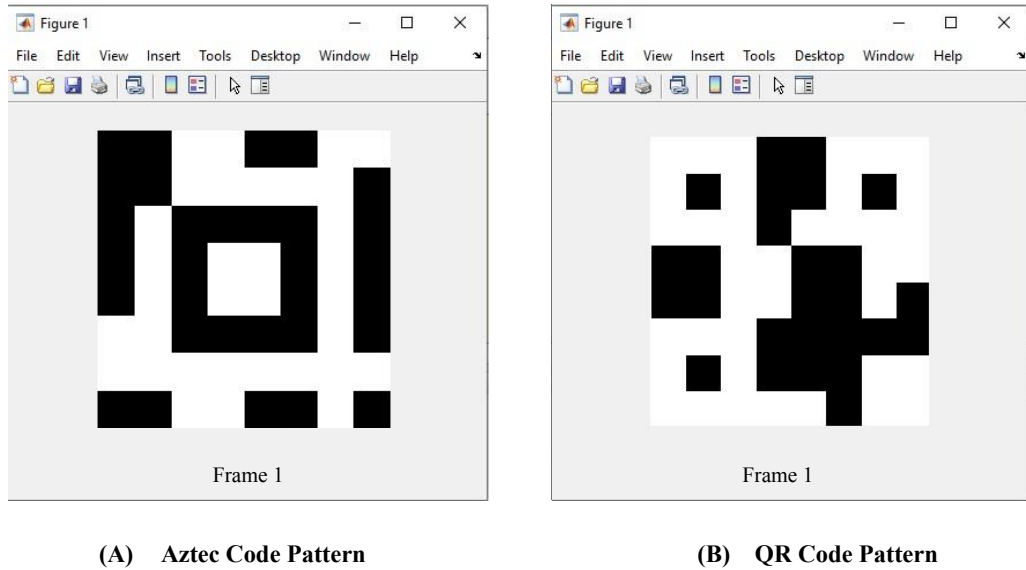 Figure 1
File Edit View Insert Tools Desktop Window Help
Frame 1
(A) Aztec Code Pattern
Figure 1
File Edit View Insert Tools Desktop Window Help
Frame 1
(B) QR Code Pattern